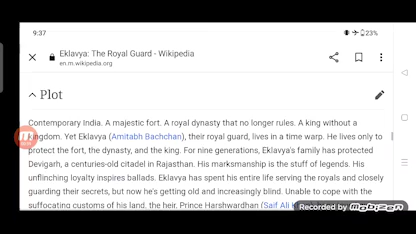 9:37
23%
Eklavya: The Royal Guard - Wikipedia
en.m.wikipedia.org
Plot
Contemporary India. A majestic fort. A royal dynasty that no longer rules. A king without a
kingdom. Yet Eklavya (Amitabh Bachchan), their royal guard, lives in a time warp. He lives only to
protect the fort, the dynasty, and the king. For nine generations, Eklavya's family has protected
Devigarh, a centuries-old citadel in Rajasthan. His marksmanship is the stuff of legends. His
unflinching loyalty inspires ballads. Eklavya has spent his entire life serving the royals and closely
guarding their secrets, but now he's getting old and increasingly blind. Unable to cope with the
suffocating customs of his land, the heir, Prince Harshwardhan (Saif Ali
Recorded by Mobizen